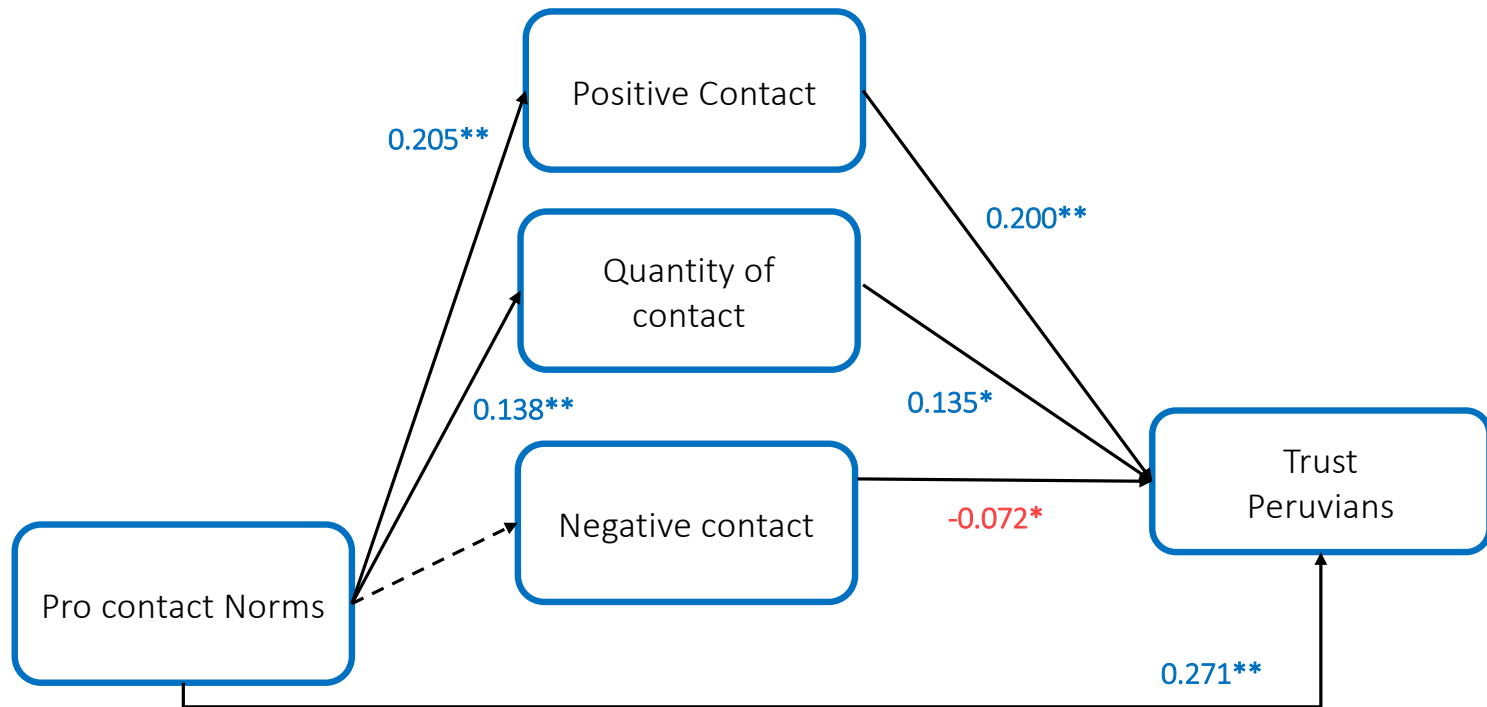 Positive Contact
0.205**
0.200**
Quantity of
contact
0.138**
0.135*
Trust
Peruvians
Negative contact
-0.072*
Pro contact Norms
0.271**